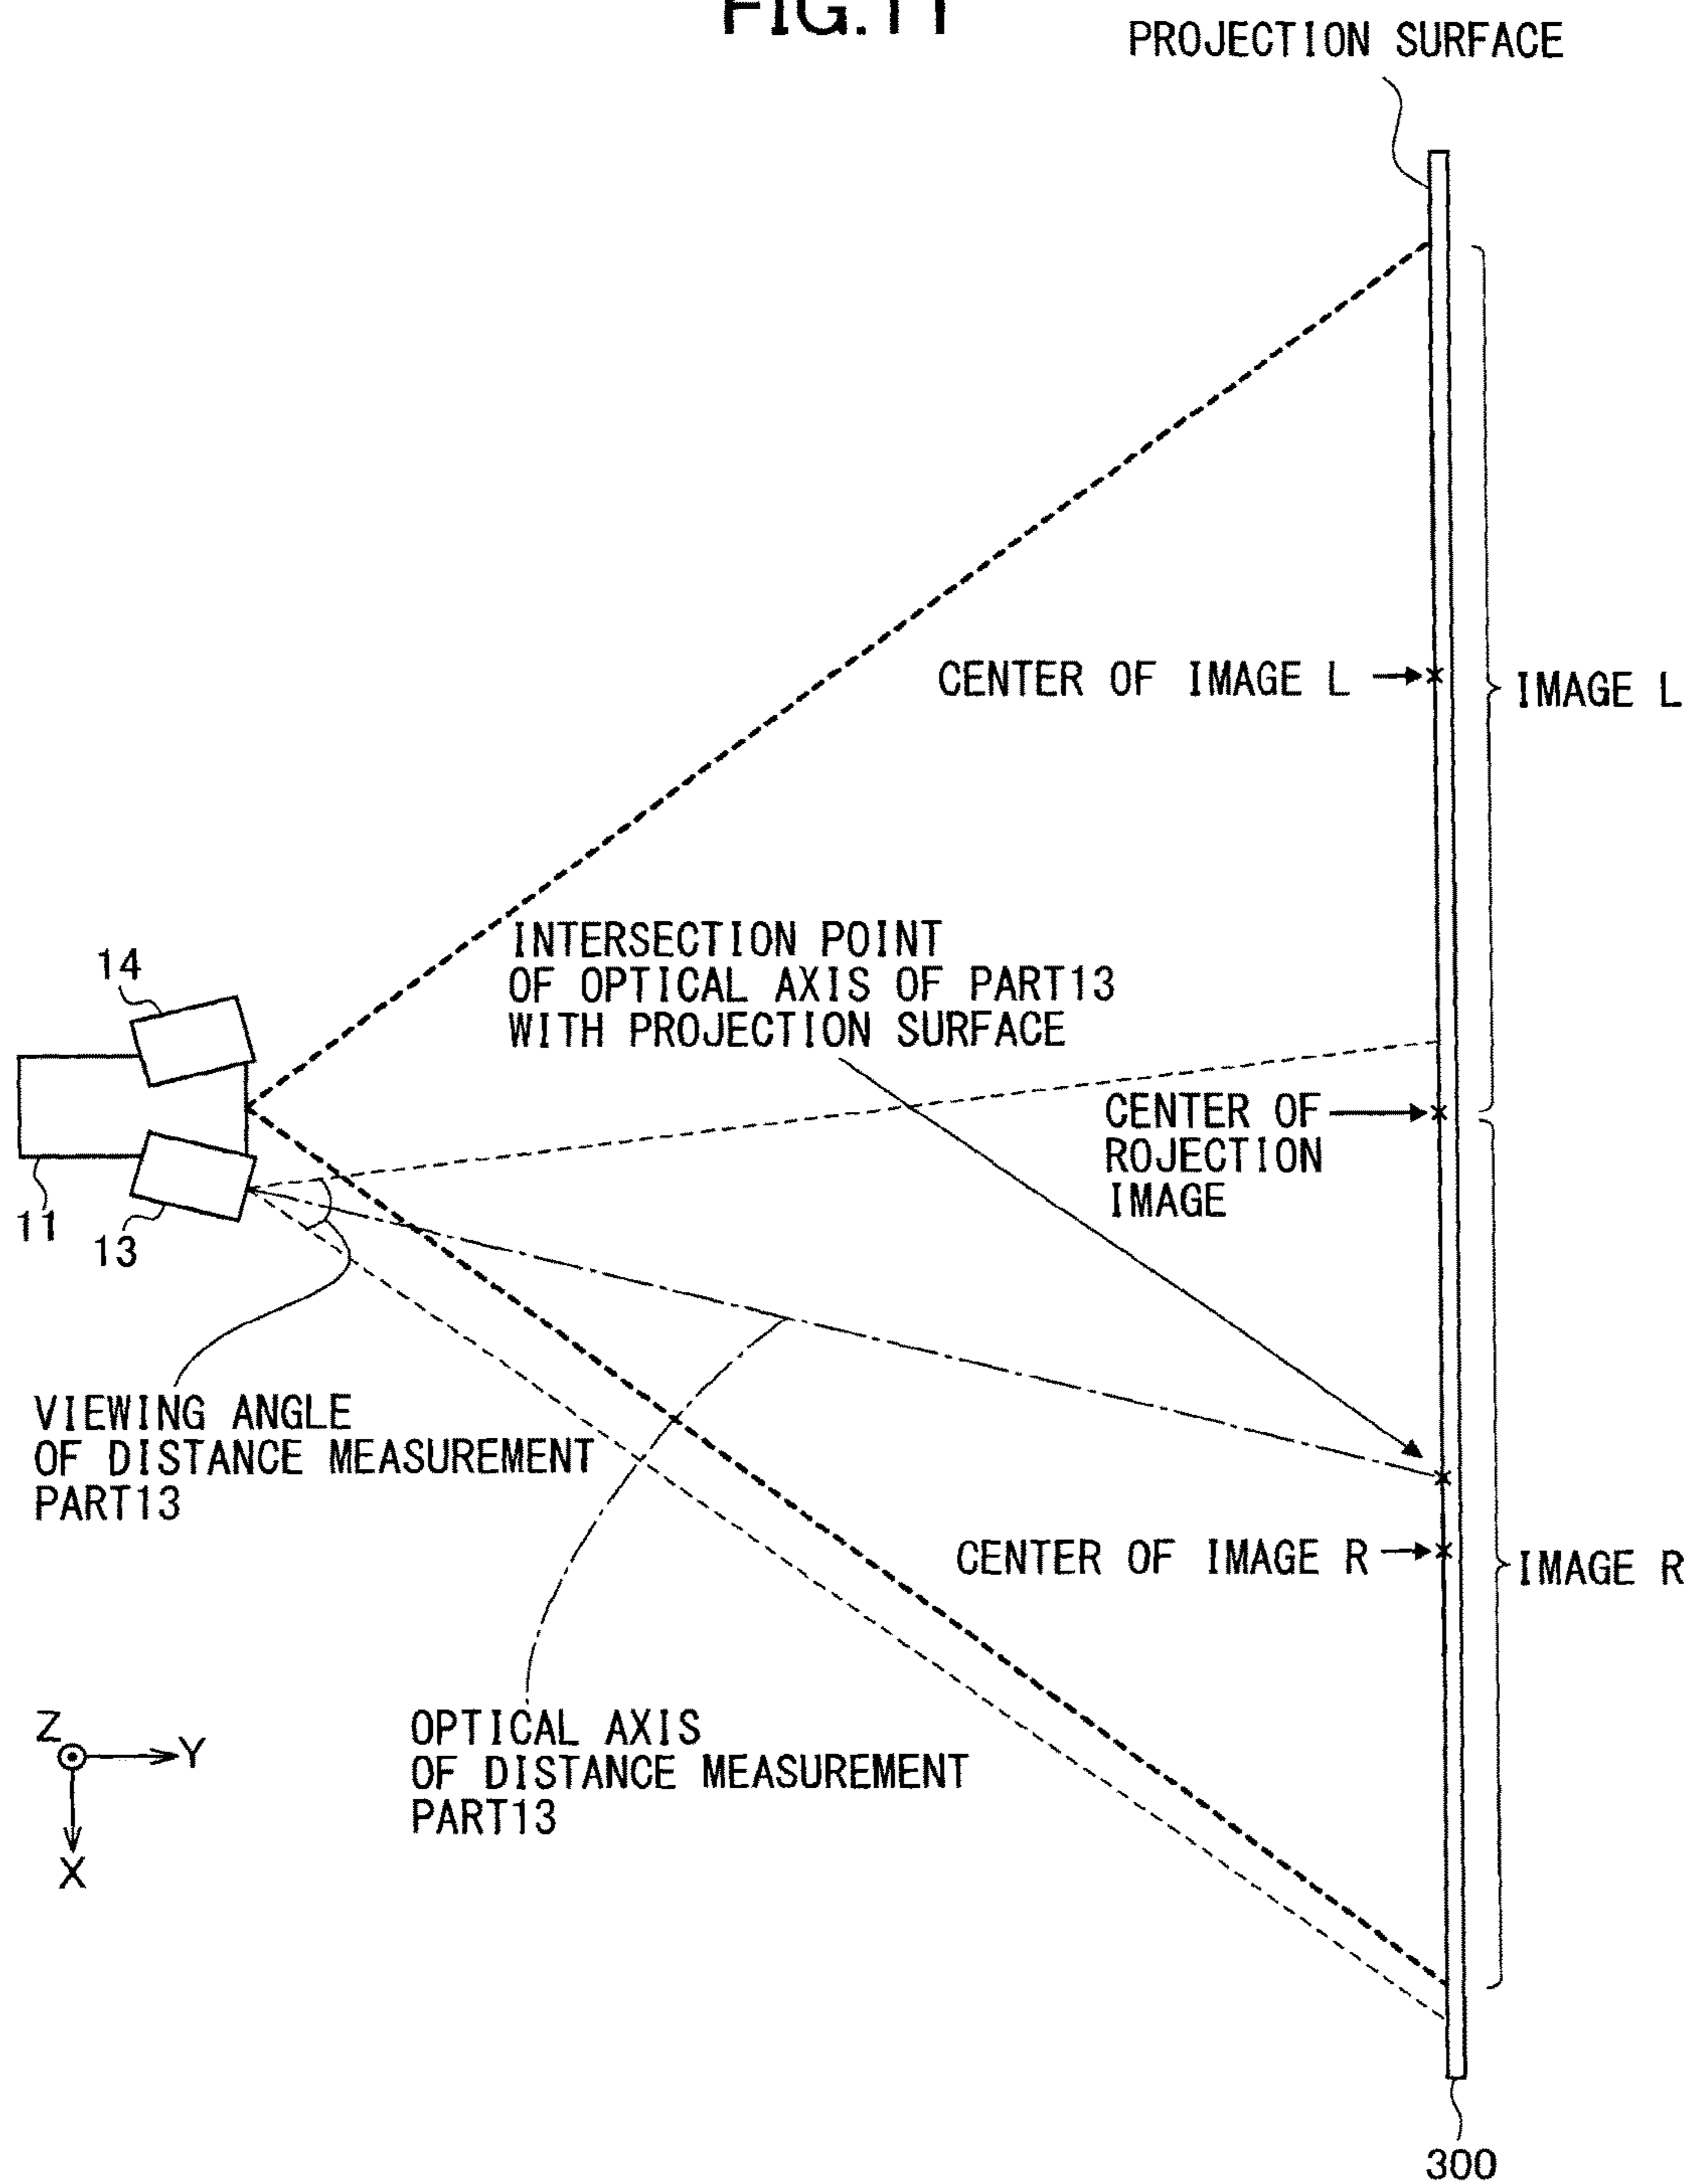 FIG.11
PROJECTION SURFACE
CENTER OF IMAGE L
IMAGE L
INTERSECTION POINT
OF OPTICAL AXIS OF PART13
WITH PROJECTION SURFACE
14
CENTER OF
ROJECTION
IMAGE
11
13
VIEWING ANGLE
OF DISTANCE MEASUREMENT
PART13
CENTER OF IMAGE R
IMAGE R
OPTICAL AXIS
OF DISTANCE MEASUREMENT
PART13
Z
Y
X
300